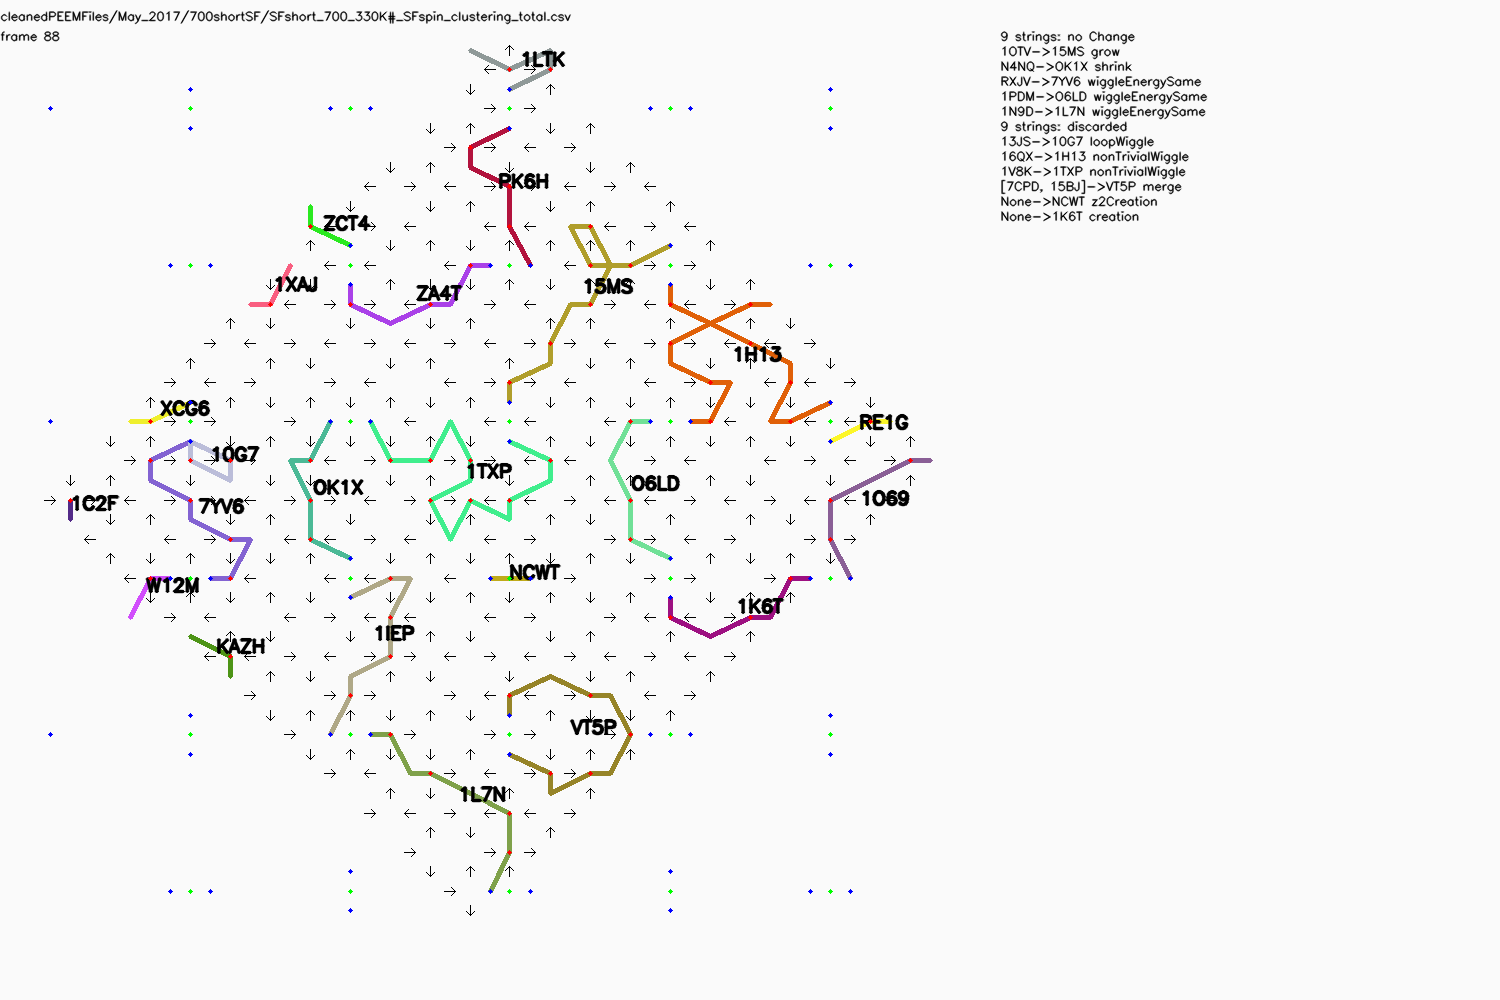 cleanedPEEMFiles/May_2017/700shortSF/SFshort_700_330K#_SFspin_clustering_total.csv
frame 88
9 strings: no Change
1OTV->15MS grow
N4NQ->OK1X shrink
RXJV->7YV6 wiggleEnergySame
1PDM->O6LD wiggleEnergySame
1N9D->1L7N wiggleEnergySame
9 strings: discarded
13JS->10G7 loopWiggle
16QX->1H13 nonTrivialWiggle
1V8K->1TXP nonTrivialWiggle
[7CPD, 15BJ]->VT5P merge
None->NCWT z2Creation
None->1K6T creation
1LTK
PK6H
ZCT4
1XAJ
ZA4T
15MS
1H13
XCG6
RE1G
10G7
1TXP
OK1X
O6LD
1C2F
7YV6
1O69
NCWT
W12M
1K6T
1IEP
KAZH
VT5P
1L7N